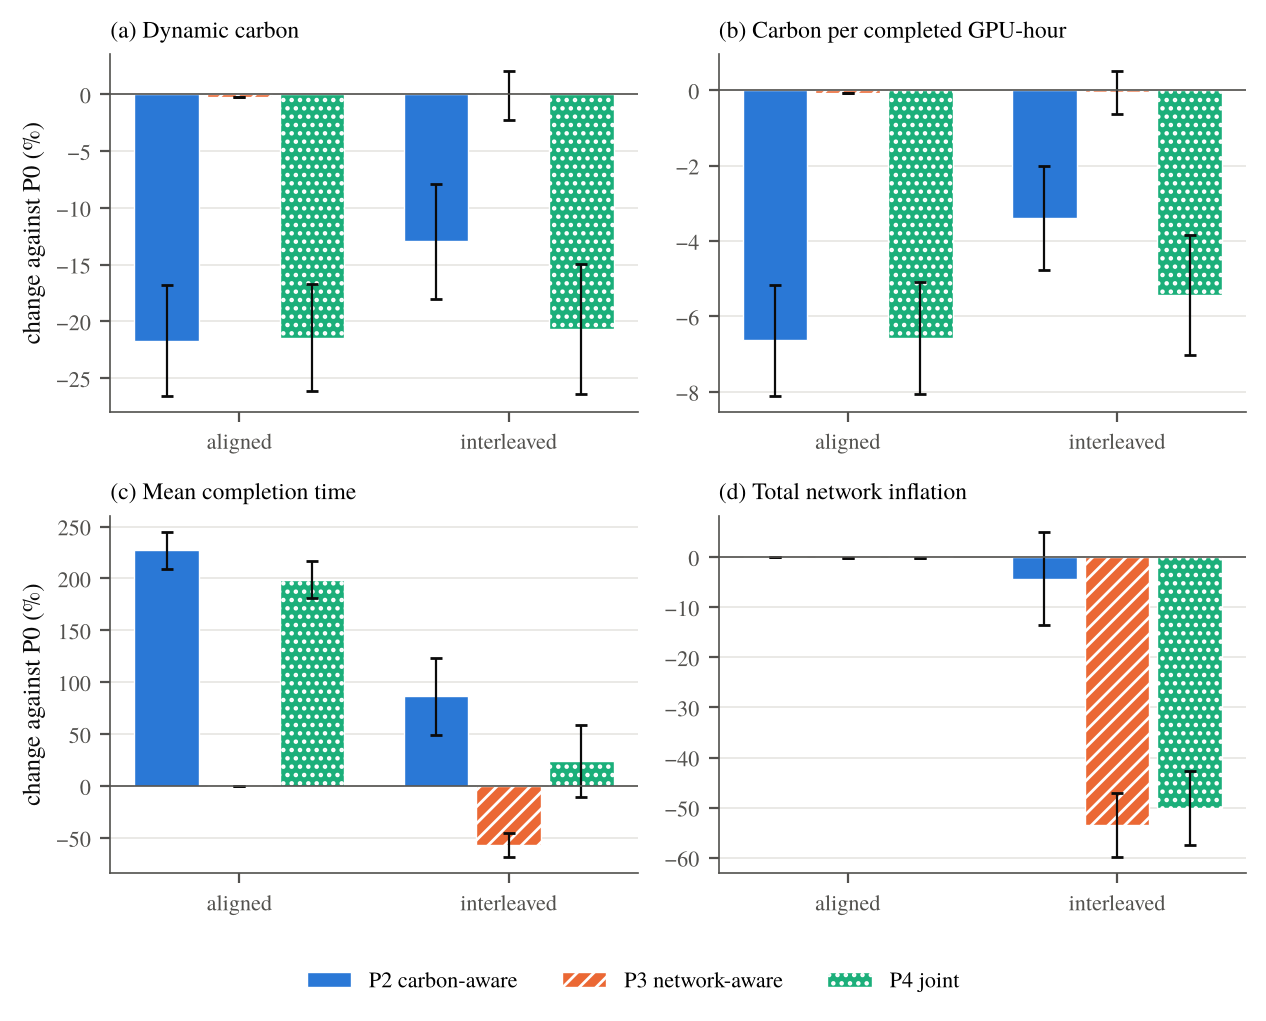 (a) Dynamic carbon
(b) Carbon per completed GPU-hour
change against P0 (%)
0
−5
−10
−15
−20
−25
aligned
interleaved
0
−2
−4
−6
−8
aligned
interleaved
(c) Mean completion time
(d) Total network inflation
change against P0 (%)
250
200
150
100
50
0
−50
aligned
interleaved
0
−10
−20
−30
−40
−50
−60
aligned
interleaved
P2 carbon-aware
P3 network-aware
P4 joint